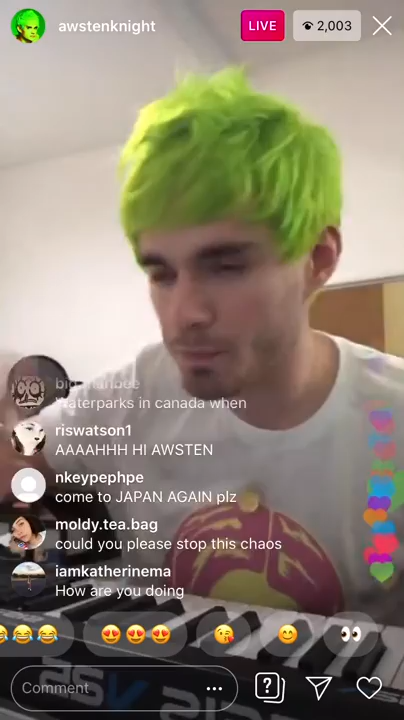 awstenknight
LIVE
2,003
Waterparks in canada when
riswatson1
AAAAHHH HI AWSTEN
nkeypephpe
come to JAPAN AGAIN plz
moldy.tea.bag
could you please stop this chaos
iamkatherinema
How are you doing
Comment